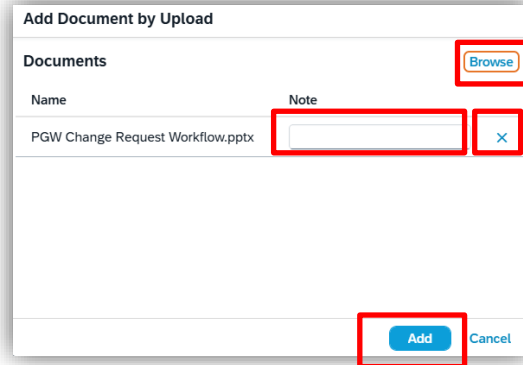 Add Document by Upload
Documents Browse
Name Note
PGW Change Request Workflow.pptx
Add Cancel